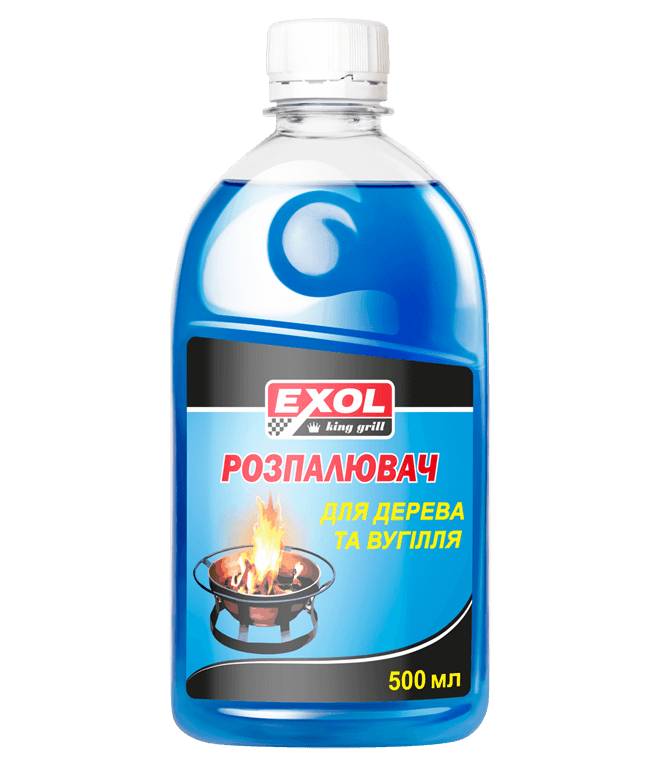 EXOL
king grill
РОЗПАЛЮВАЧ
ДЛЯ ДЕРЕВА
ТА ВУГІЛЛЯ
500 мл